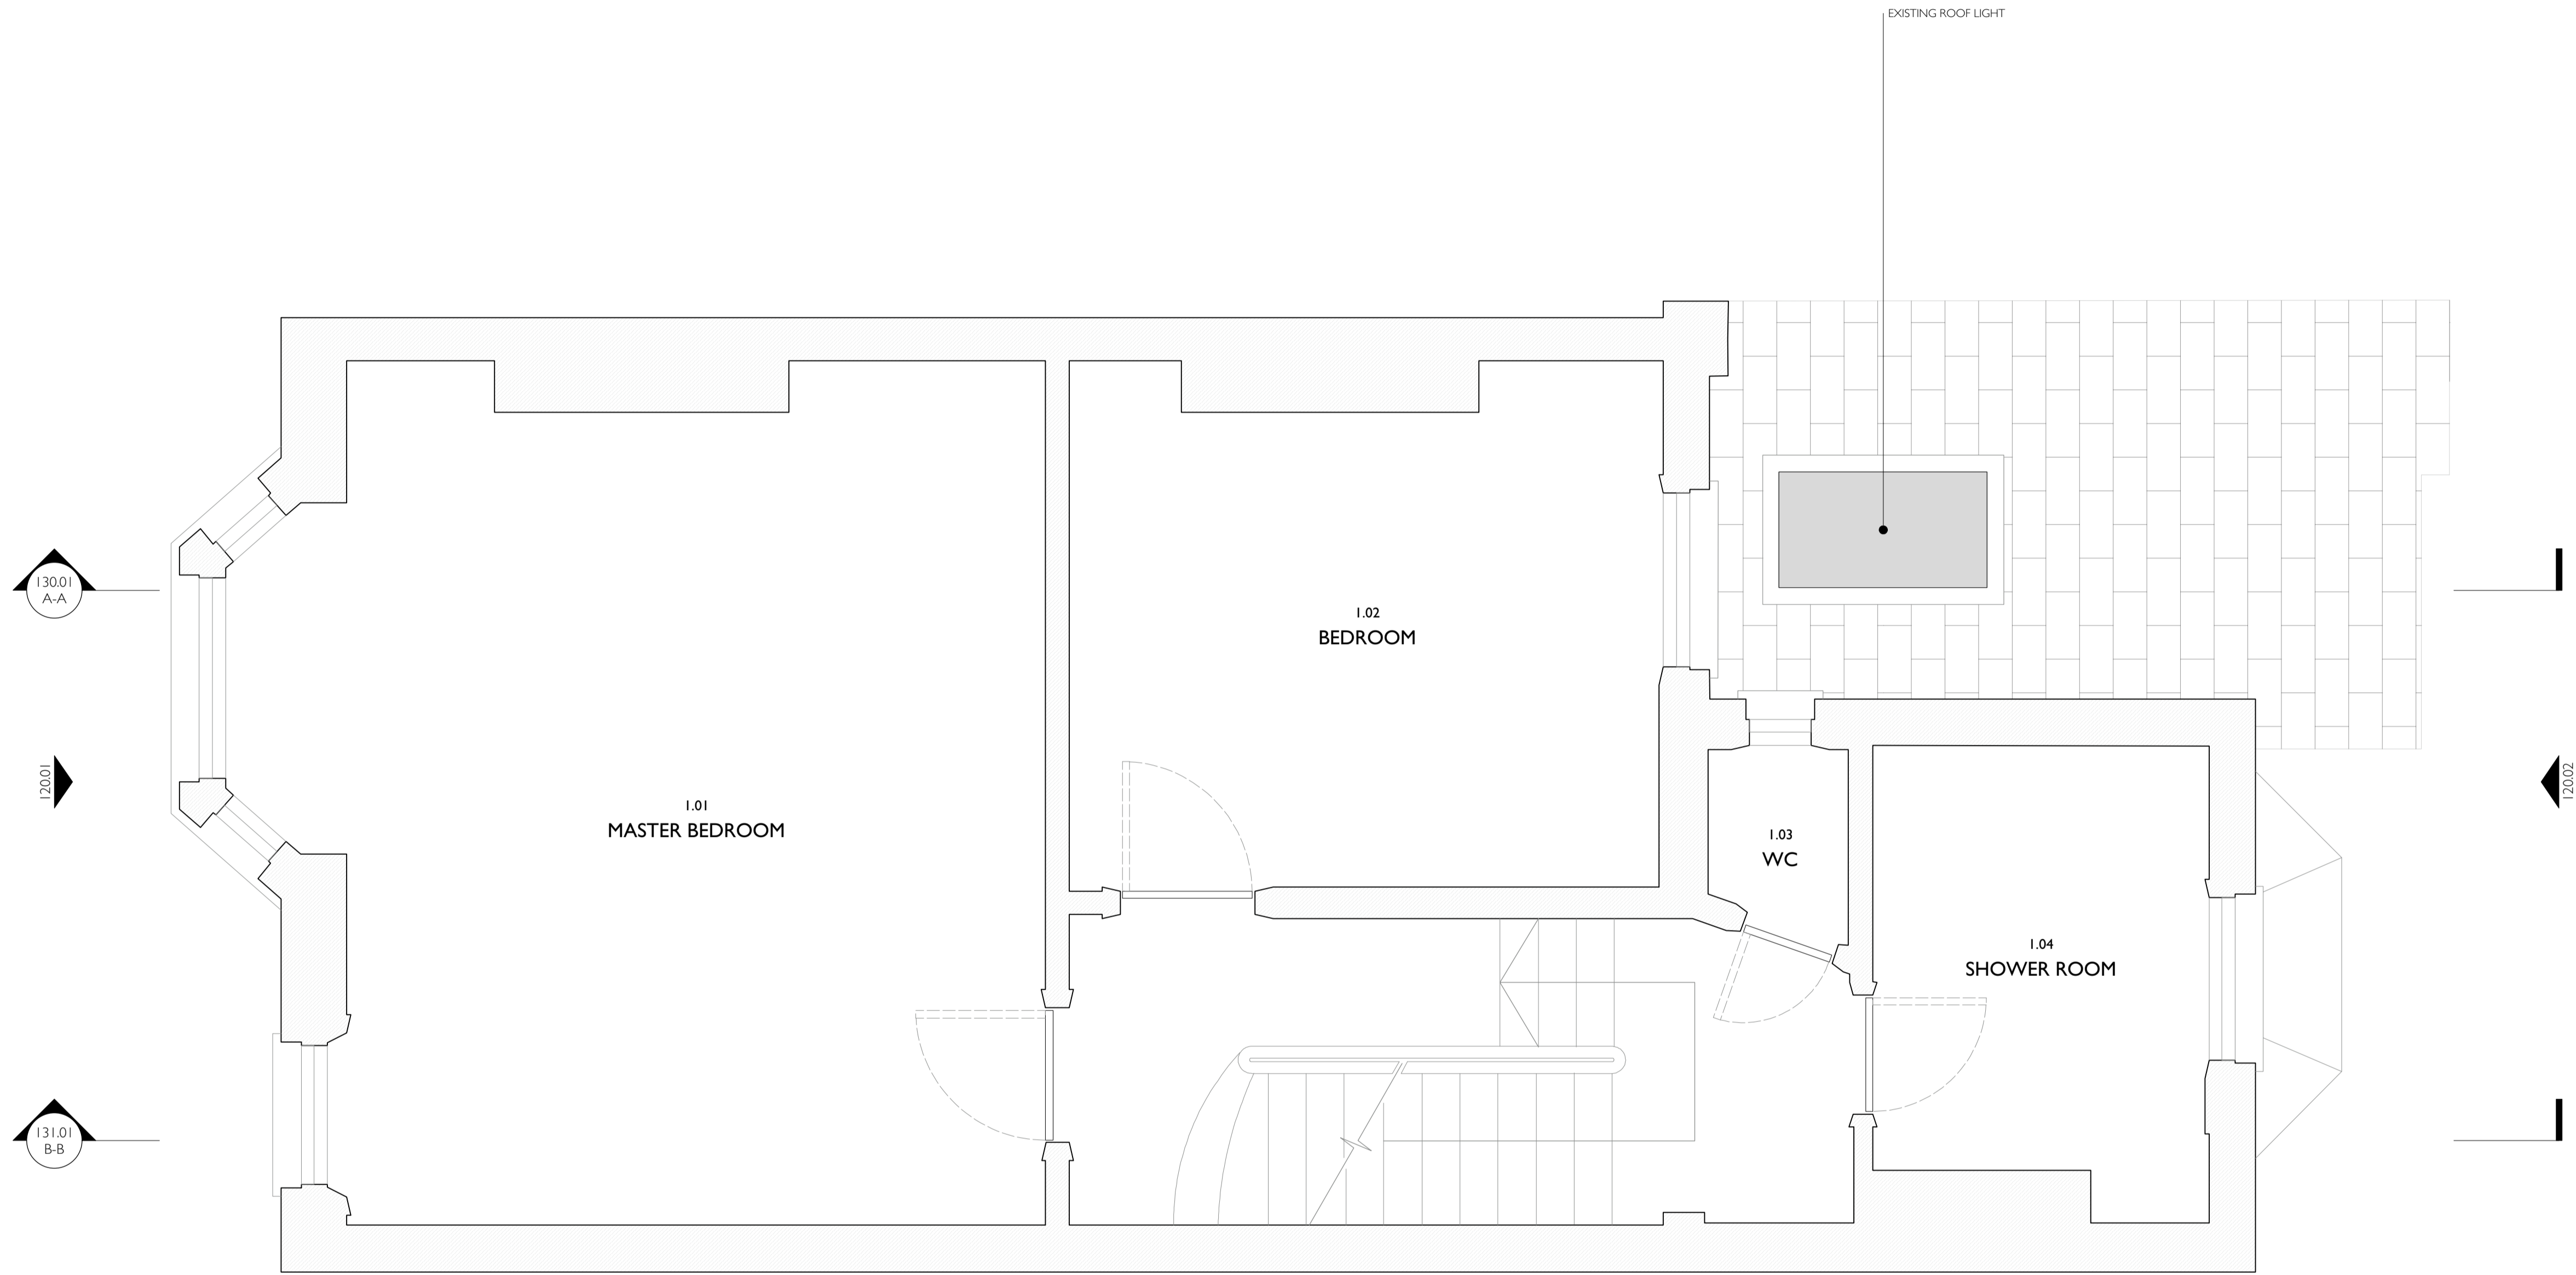 EXISTING ROOF LIGHT
130.01
A-A
1.02
BEDROOM
120.01
120.02
1.01
MASTER BEDROOM
1.03
WC
1.04
SHOWER ROOM
131.01
B-B